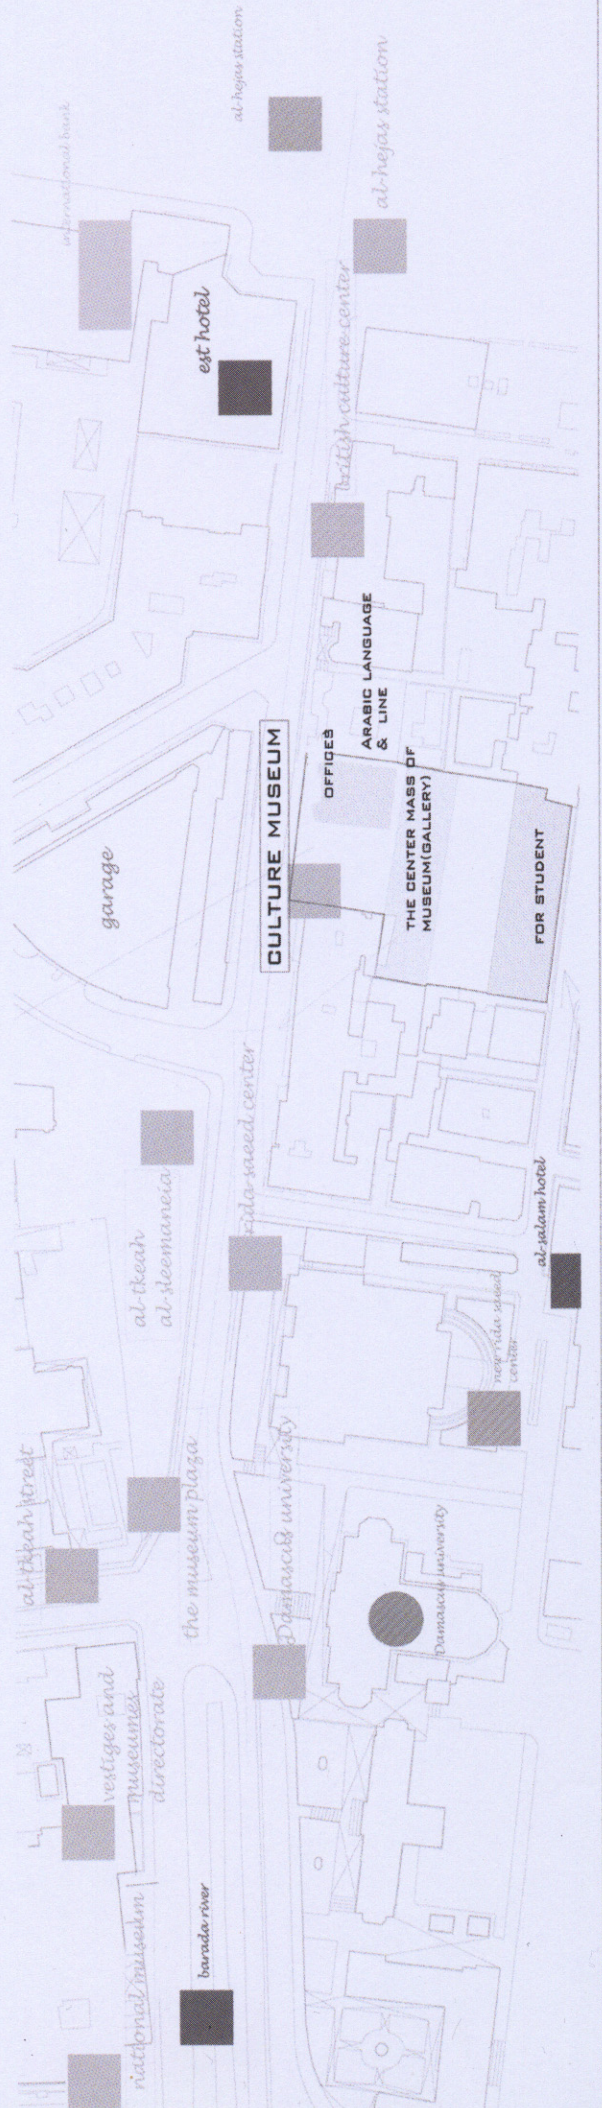 al-hejas station
al-hejas station
international bank
est hotel
british culture center
CULTURE MUSEUM
OFFICES
ARABIC LANGUAGE
& LINE
THE CENTER MASS OF
MUSEUM(GALLERY)
FOR STUDENT
garage
rida saeed center
al-tkeah
al-sleemaneia
al-salam hotel
new rida saeed
center
al-tkeah street
the museum plaza
Damascus university
Damascus university
vestiges and
museumes
directorate
national museum
barada river